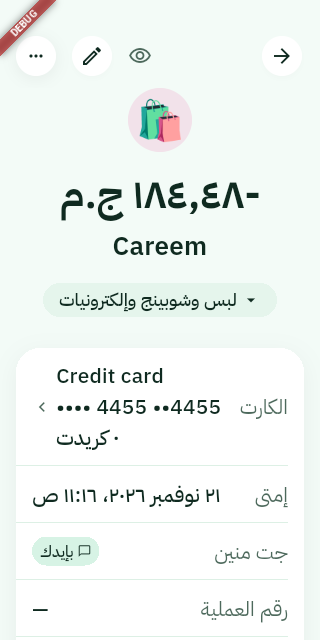 DEBUG
-١٨٤,٤٨ ج.م
Careem
لبس وشوبينج وإلكترونيات
الكارت
Credit card
•••• 4455 ••4455
· كريدت
إمتى
٢١ نوفمبر ٢٠٢٦، ١١:١٦ ص
جت منين
بإيدك
رقم العملية
—